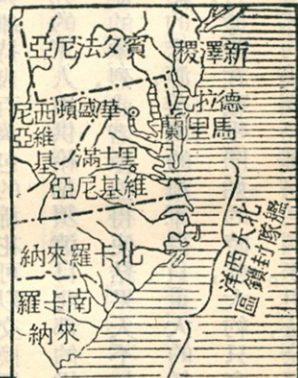 新澤稷
賓夕法尼亞
德拉瓦
馬里蘭
華盛頓
西維基
尼亞
里士滿
維基尼亞
北卡羅來納
南卡羅
來納
北大西洋
艦隊封鎖
區